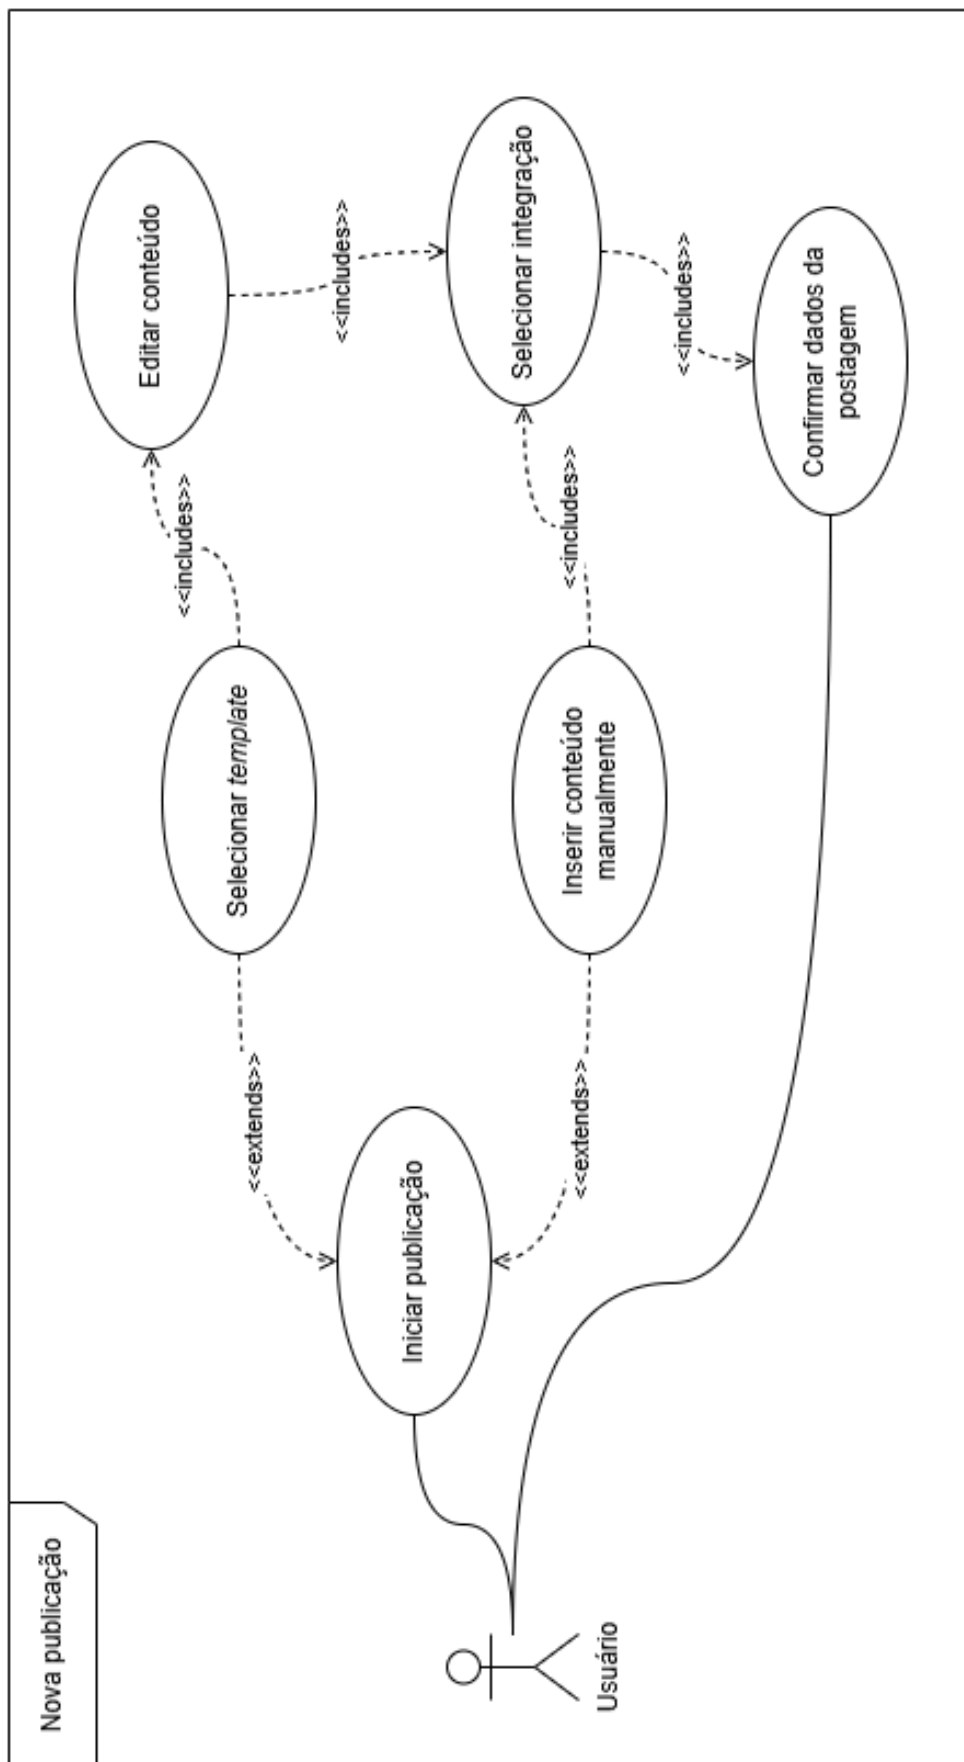 Nova publicação
Usuário
Iniciar publicação
<<extends>>
<<extends>>
Selecionar template
Inserir conteúdo
manualmente
<<includes>>
<<includes>>
Editar conteúdo
<<includes>>
Selecionar integração
<<includes>>
Confirmar dados da
postagem